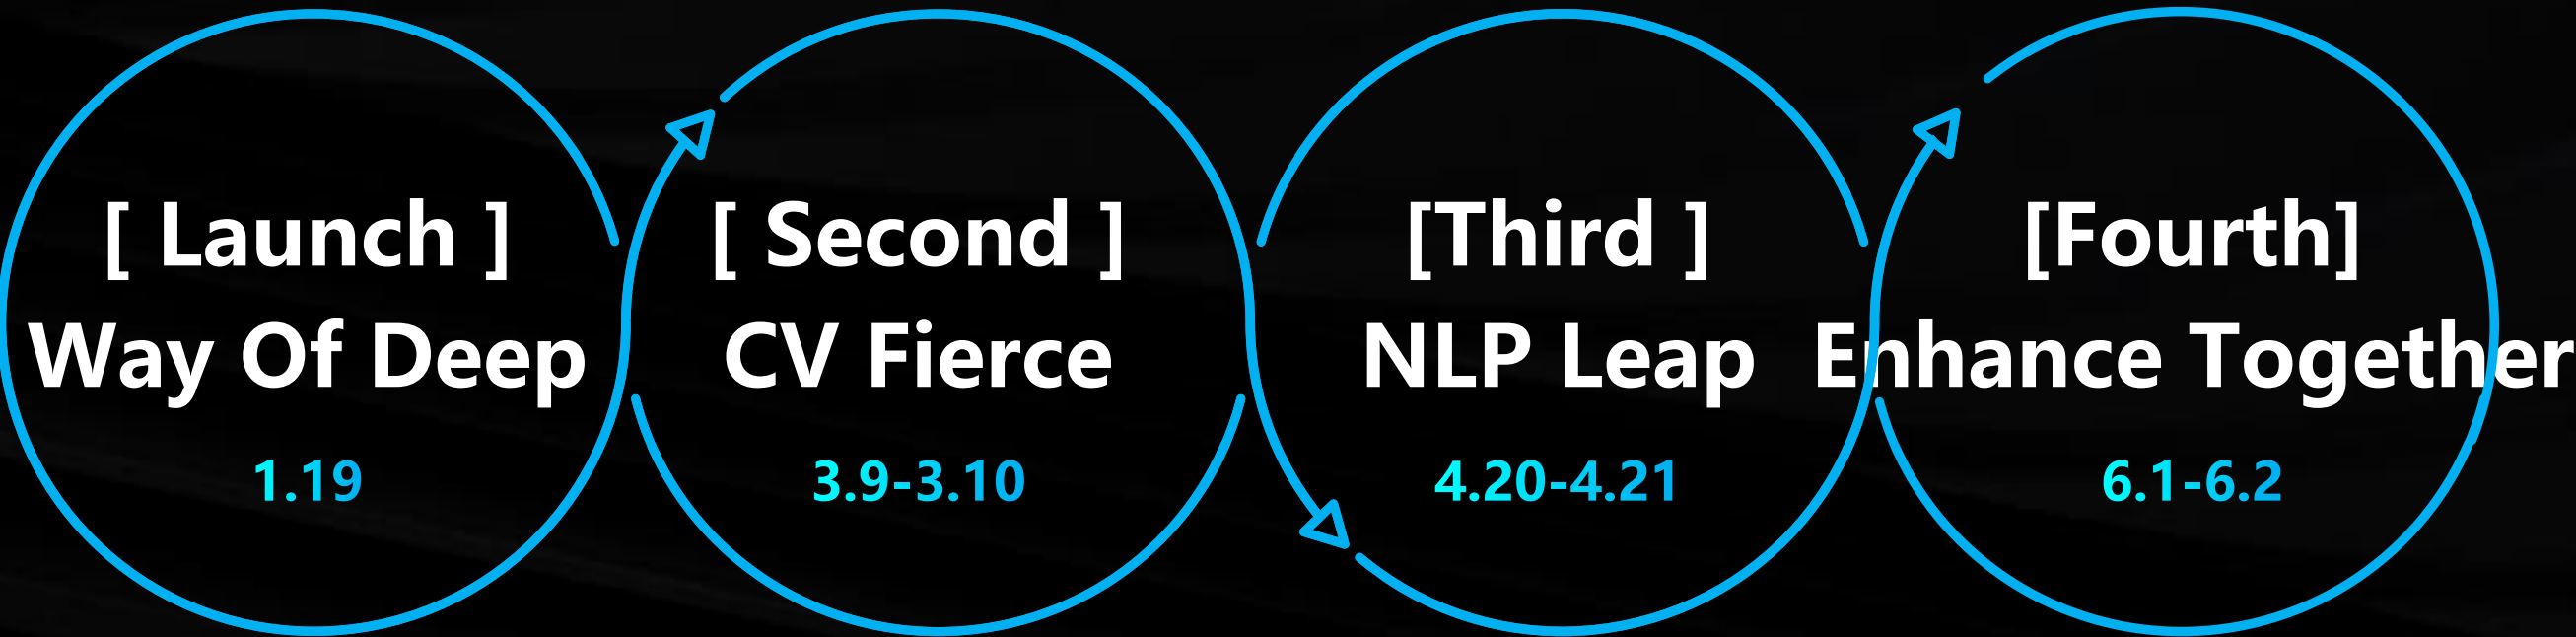 [ Launch ]
Way Of Deep
1.19
[ Second ]
CV Fierce
3.9-3.10
[Third ]
NLP Leap
4.20-4.21
[Fourth]
Enhance Together
6.1-6.2